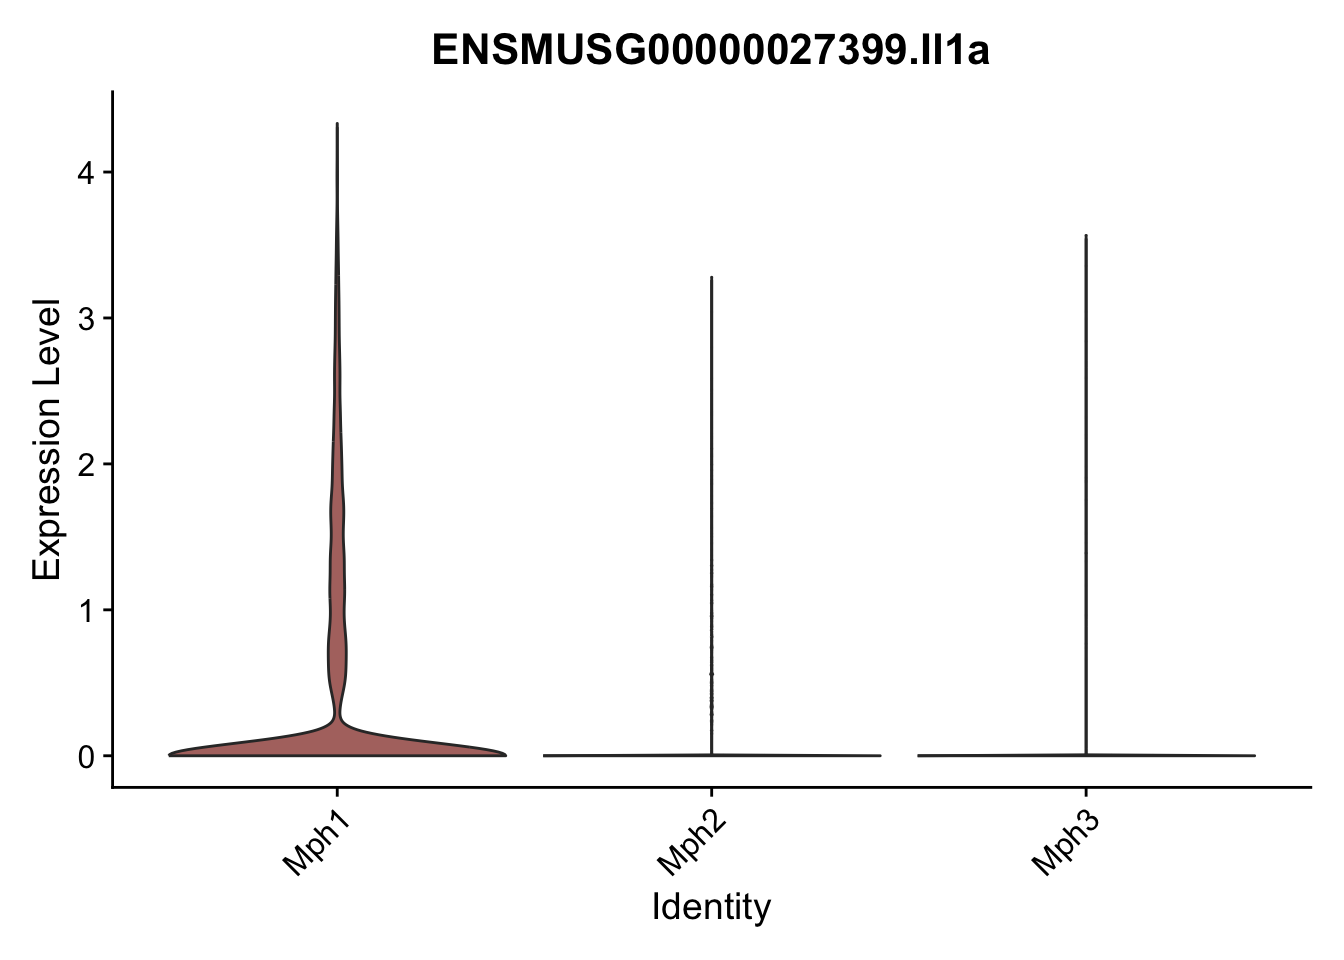 ENSMUSG00000027399.Il1a
Expression Level
4
3
2
1
0
Mph1
Mph2
Mph3
Identity